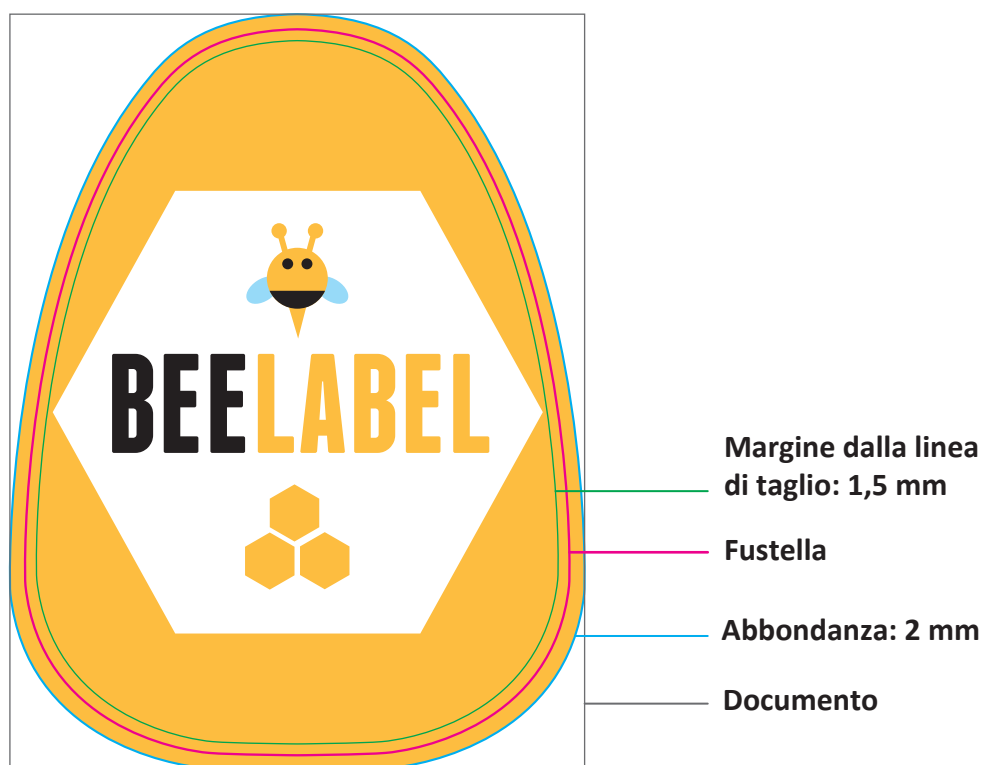 BEELABEL
Margine dalla linea
di taglio: 1,5 mm
Fustella
Abbondanza: 2 mm
Documento